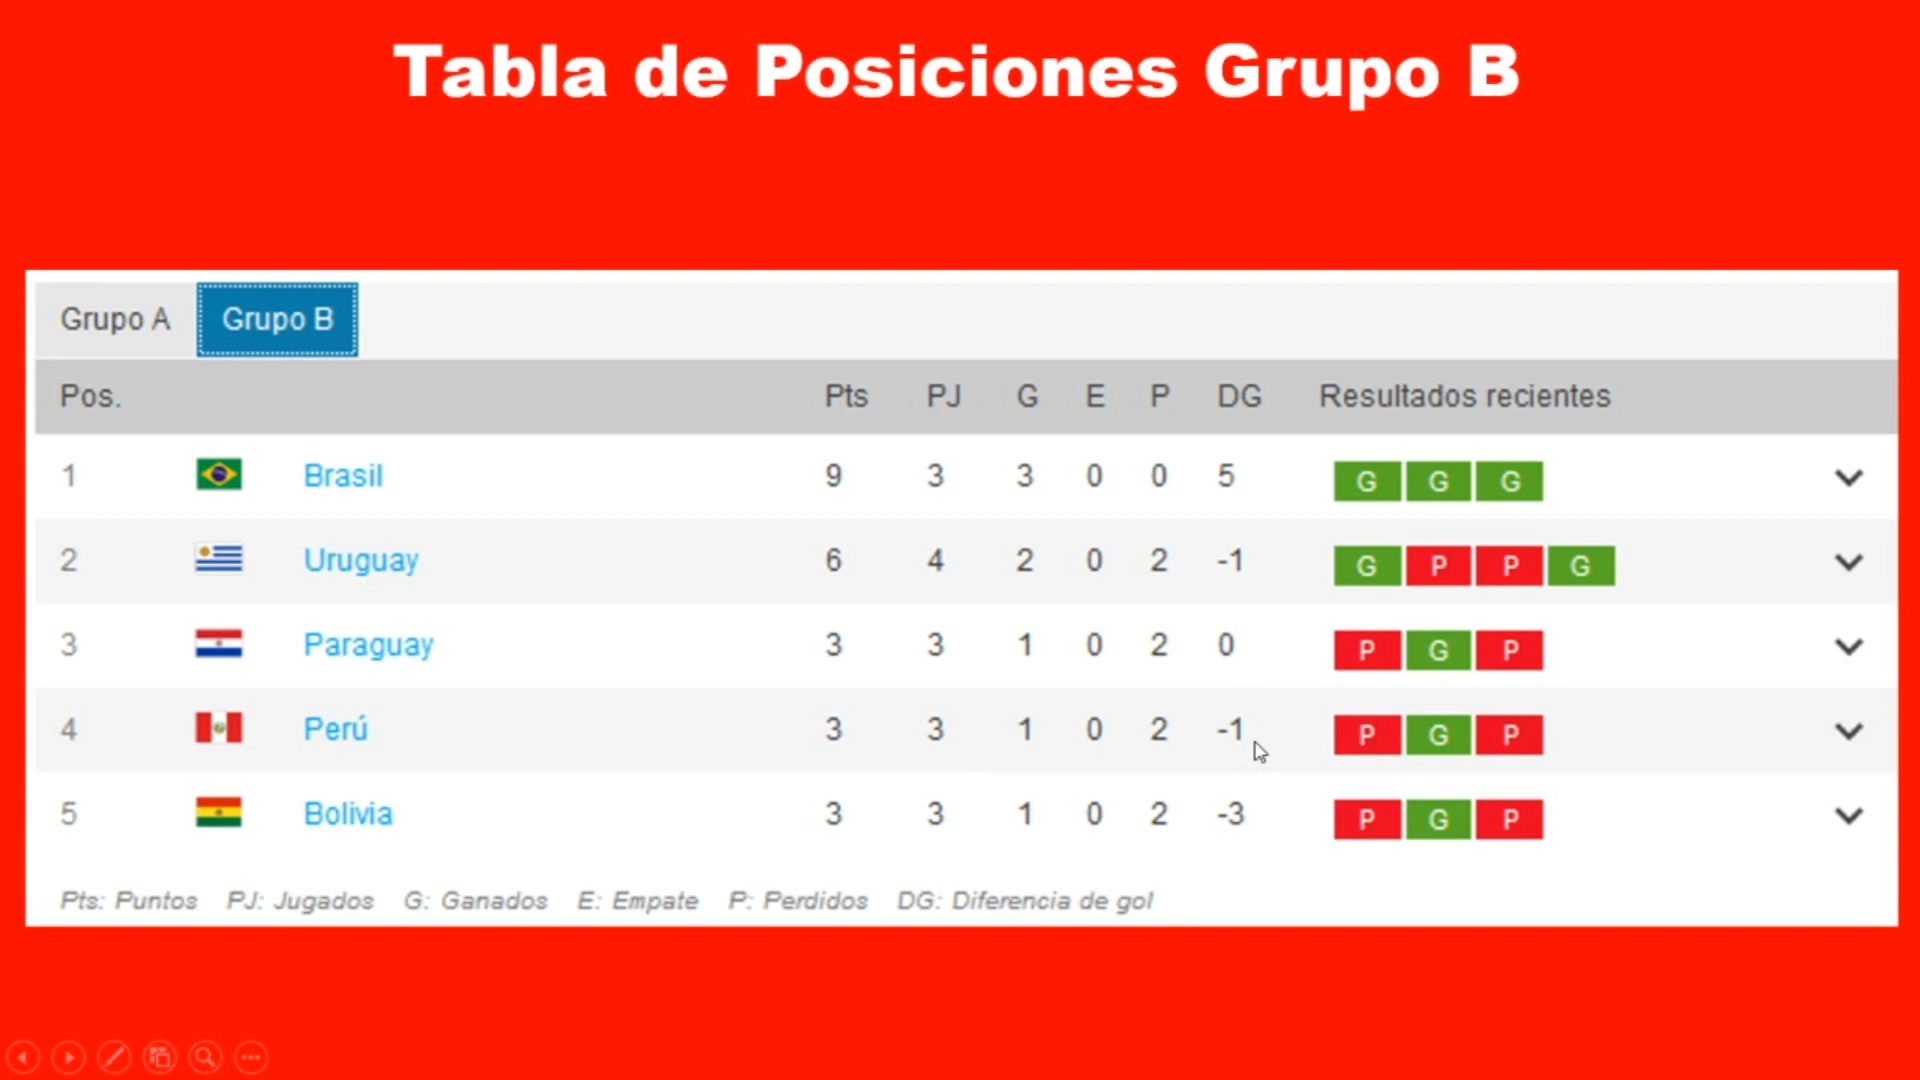 Tabla de Posiciones Grupo B
Grupo A Grupo B
Pos. Pts PJ G E P DG Resultados recientes
1 Brasil 9 3 3 0 0 5 G G G
2 Uruguay 6 4 2 0 2 -1 G P P G
3 Paraguay 3 3 1 0 2 0 P G P
4 Perú 3 3 1 0 2 -1 P G P
5 Bolivia 3 3 1 0 2 -3 P G P
Pts: Puntos PJ: Jugados G: Ganados E: Empate P: Perdidos DG: Diferencia de gol